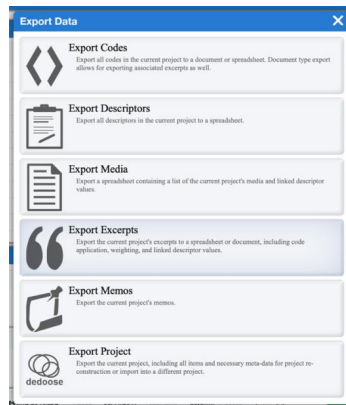 Export Data
Export Codes
Export all codes in the current project to a document or spreadsheet. Document type export
allows for exporting associated excerpts as well.
Export Descriptors
Export all descriptors in the current project to a spreadsheet.
Export Media
Export a spreadsheet containing a list of the current project's media and linked descriptor
values.
Export Excerpts
Export the current project's excerpts to a spreadsheet or document, including code
application, weighting, and linked descriptor values.
Export Memos
Export the current project's memos.
Export Project
Export the current project, including all items and necessary meta-data for project re-
construction or import into a different project.
dedoose